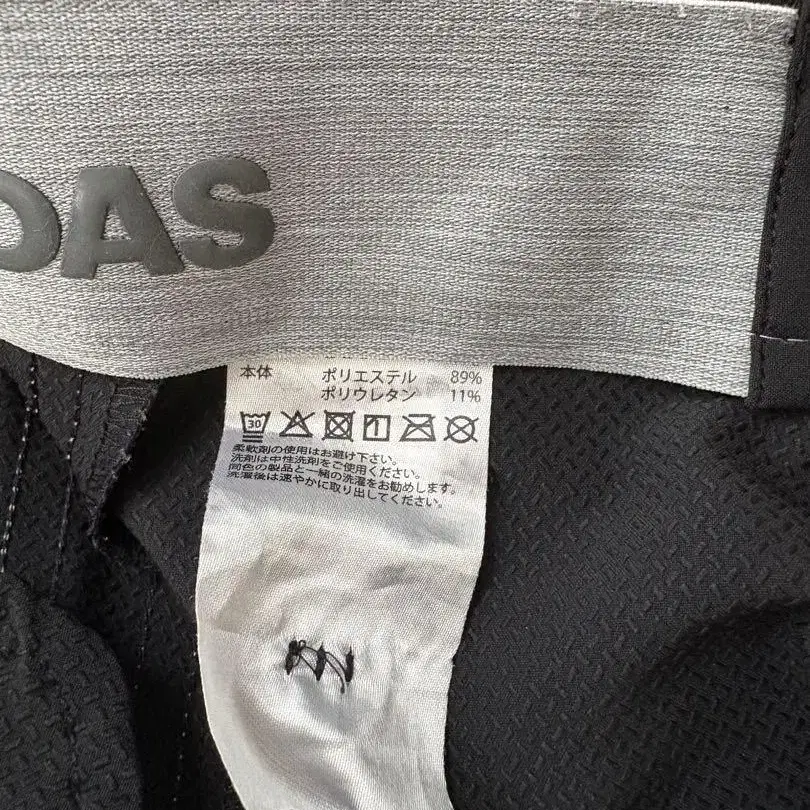 DAS
本体 ポリエステル 89%
ポリウレタン 11%
30
柔軟剤の使用はお避け下さい。
洗剤は中性洗剤をご使用ください。
同色の製品と一緒の洗濯をお勧めします。
洗濯後は速やかに取り出してください。